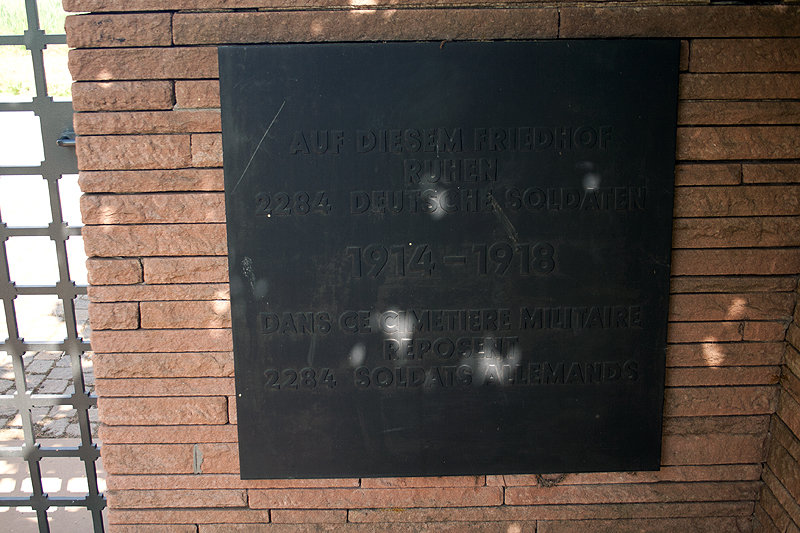 AUF DIESEM FRIEDHOF
RUHEN
2284 DEUTSCHE SOLDATEN
1914–1918
DANS CE CIMETIERE MILITAIRE
REPOSENT
2284 SOLDATS ALLEMANDS